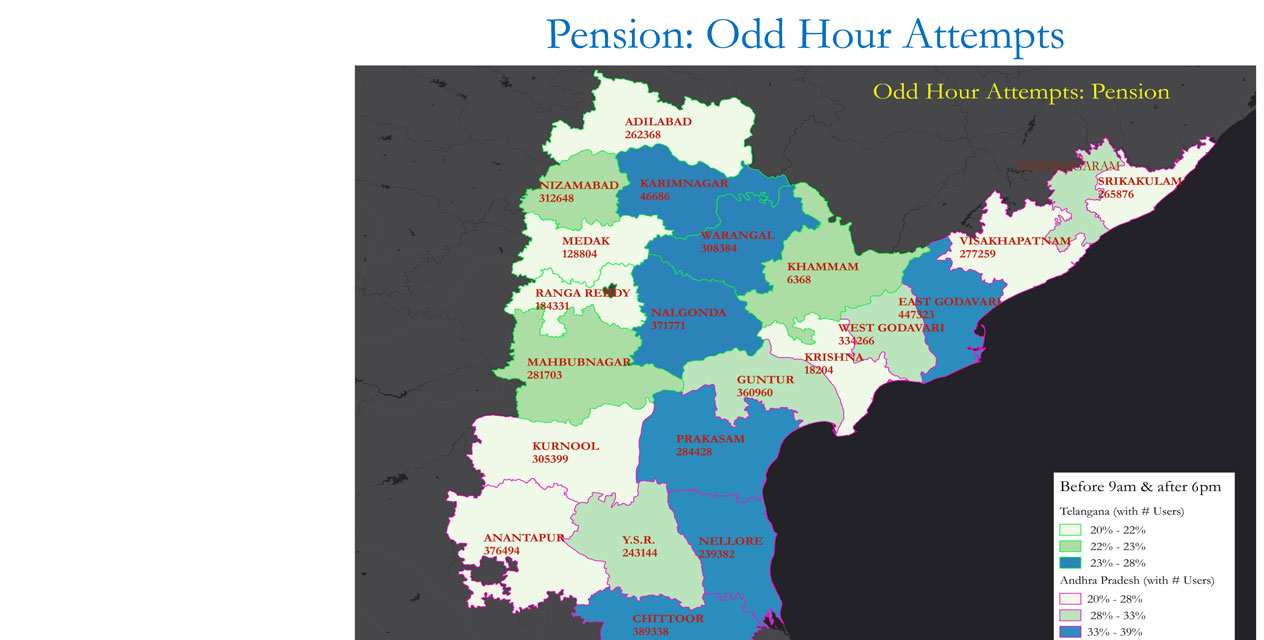 Pension: Odd Hour Attempts
Odd Hour Attempts: Pension
ADILABAD
262368
VIZIANAGARAM
SRIKAKULAM
265876
NIZAMABAD
312648
KARIMNAGAR
46686
WARANGAL
308384
MEDAK
128804
VISAKHAPATNAM
277259
KHAMMAM
6368
RANGA REDDY
184331
NALGONDA
371771
EAST GODAVARI
447323
WEST GODAVARI
334266
KRISHNA
18204
MAHBUBNAGAR
281703
GUNTUR
360960
KURNOOL
305399
PRAKASAM
284428
ANANTAPUR
376494
Y.S.R.
243144
NELLORE
239382
CHITTOOR
389338
Before 9am & after 6pm
Telangana (with # Users)
20% - 22%
22% - 23%
23% - 28%
Andhra Pradesh (with # Users)
20% - 28%
28% - 33%
33% - 39%